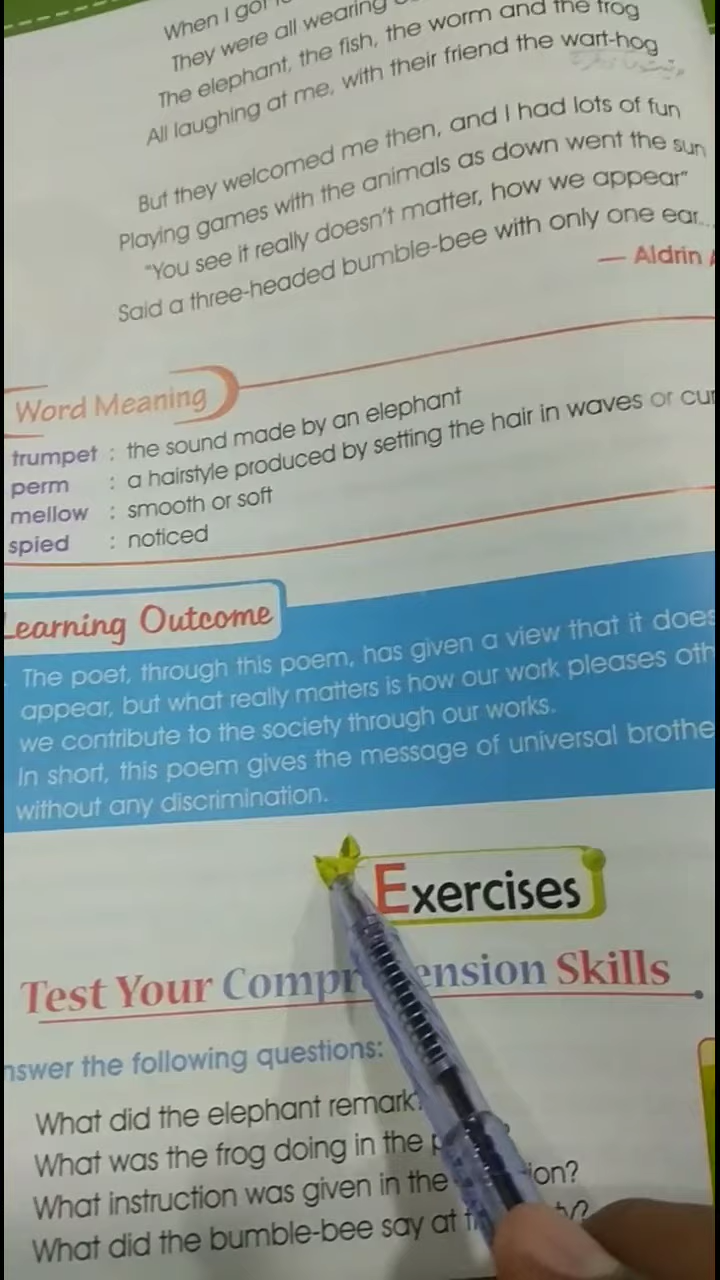 When I got
They were all wearing
The elephant, the fish, the worm and the frog
All laughing at me, with their friend the wart-hog
But they welcomed me then, and I had lots of fun
Playing games with the animals as down went the sun
"You see it really doesn't matter, how we appear"
Said a three-headed bumble-bee with only one ear...
— Aldrin
Word Meaning
trumpet : the sound made by an elephant
perm : a hairstyle produced by setting the hair in waves or cur
mellow : smooth or soft
spied : noticed
Learning Outcome
The poet, through this poem, has given a view that it does
appear, but what really matters is how our work pleases oth
we contribute to the society through our works.
In short, this poem gives the message of universal brothe
without any discrimination.
Exercises
Test Your Comprehension Skills
nswer the following questions:
What did the elephant remark?
What was the frog doing in the
What instruction was given in the
What did the bumble-bee say at